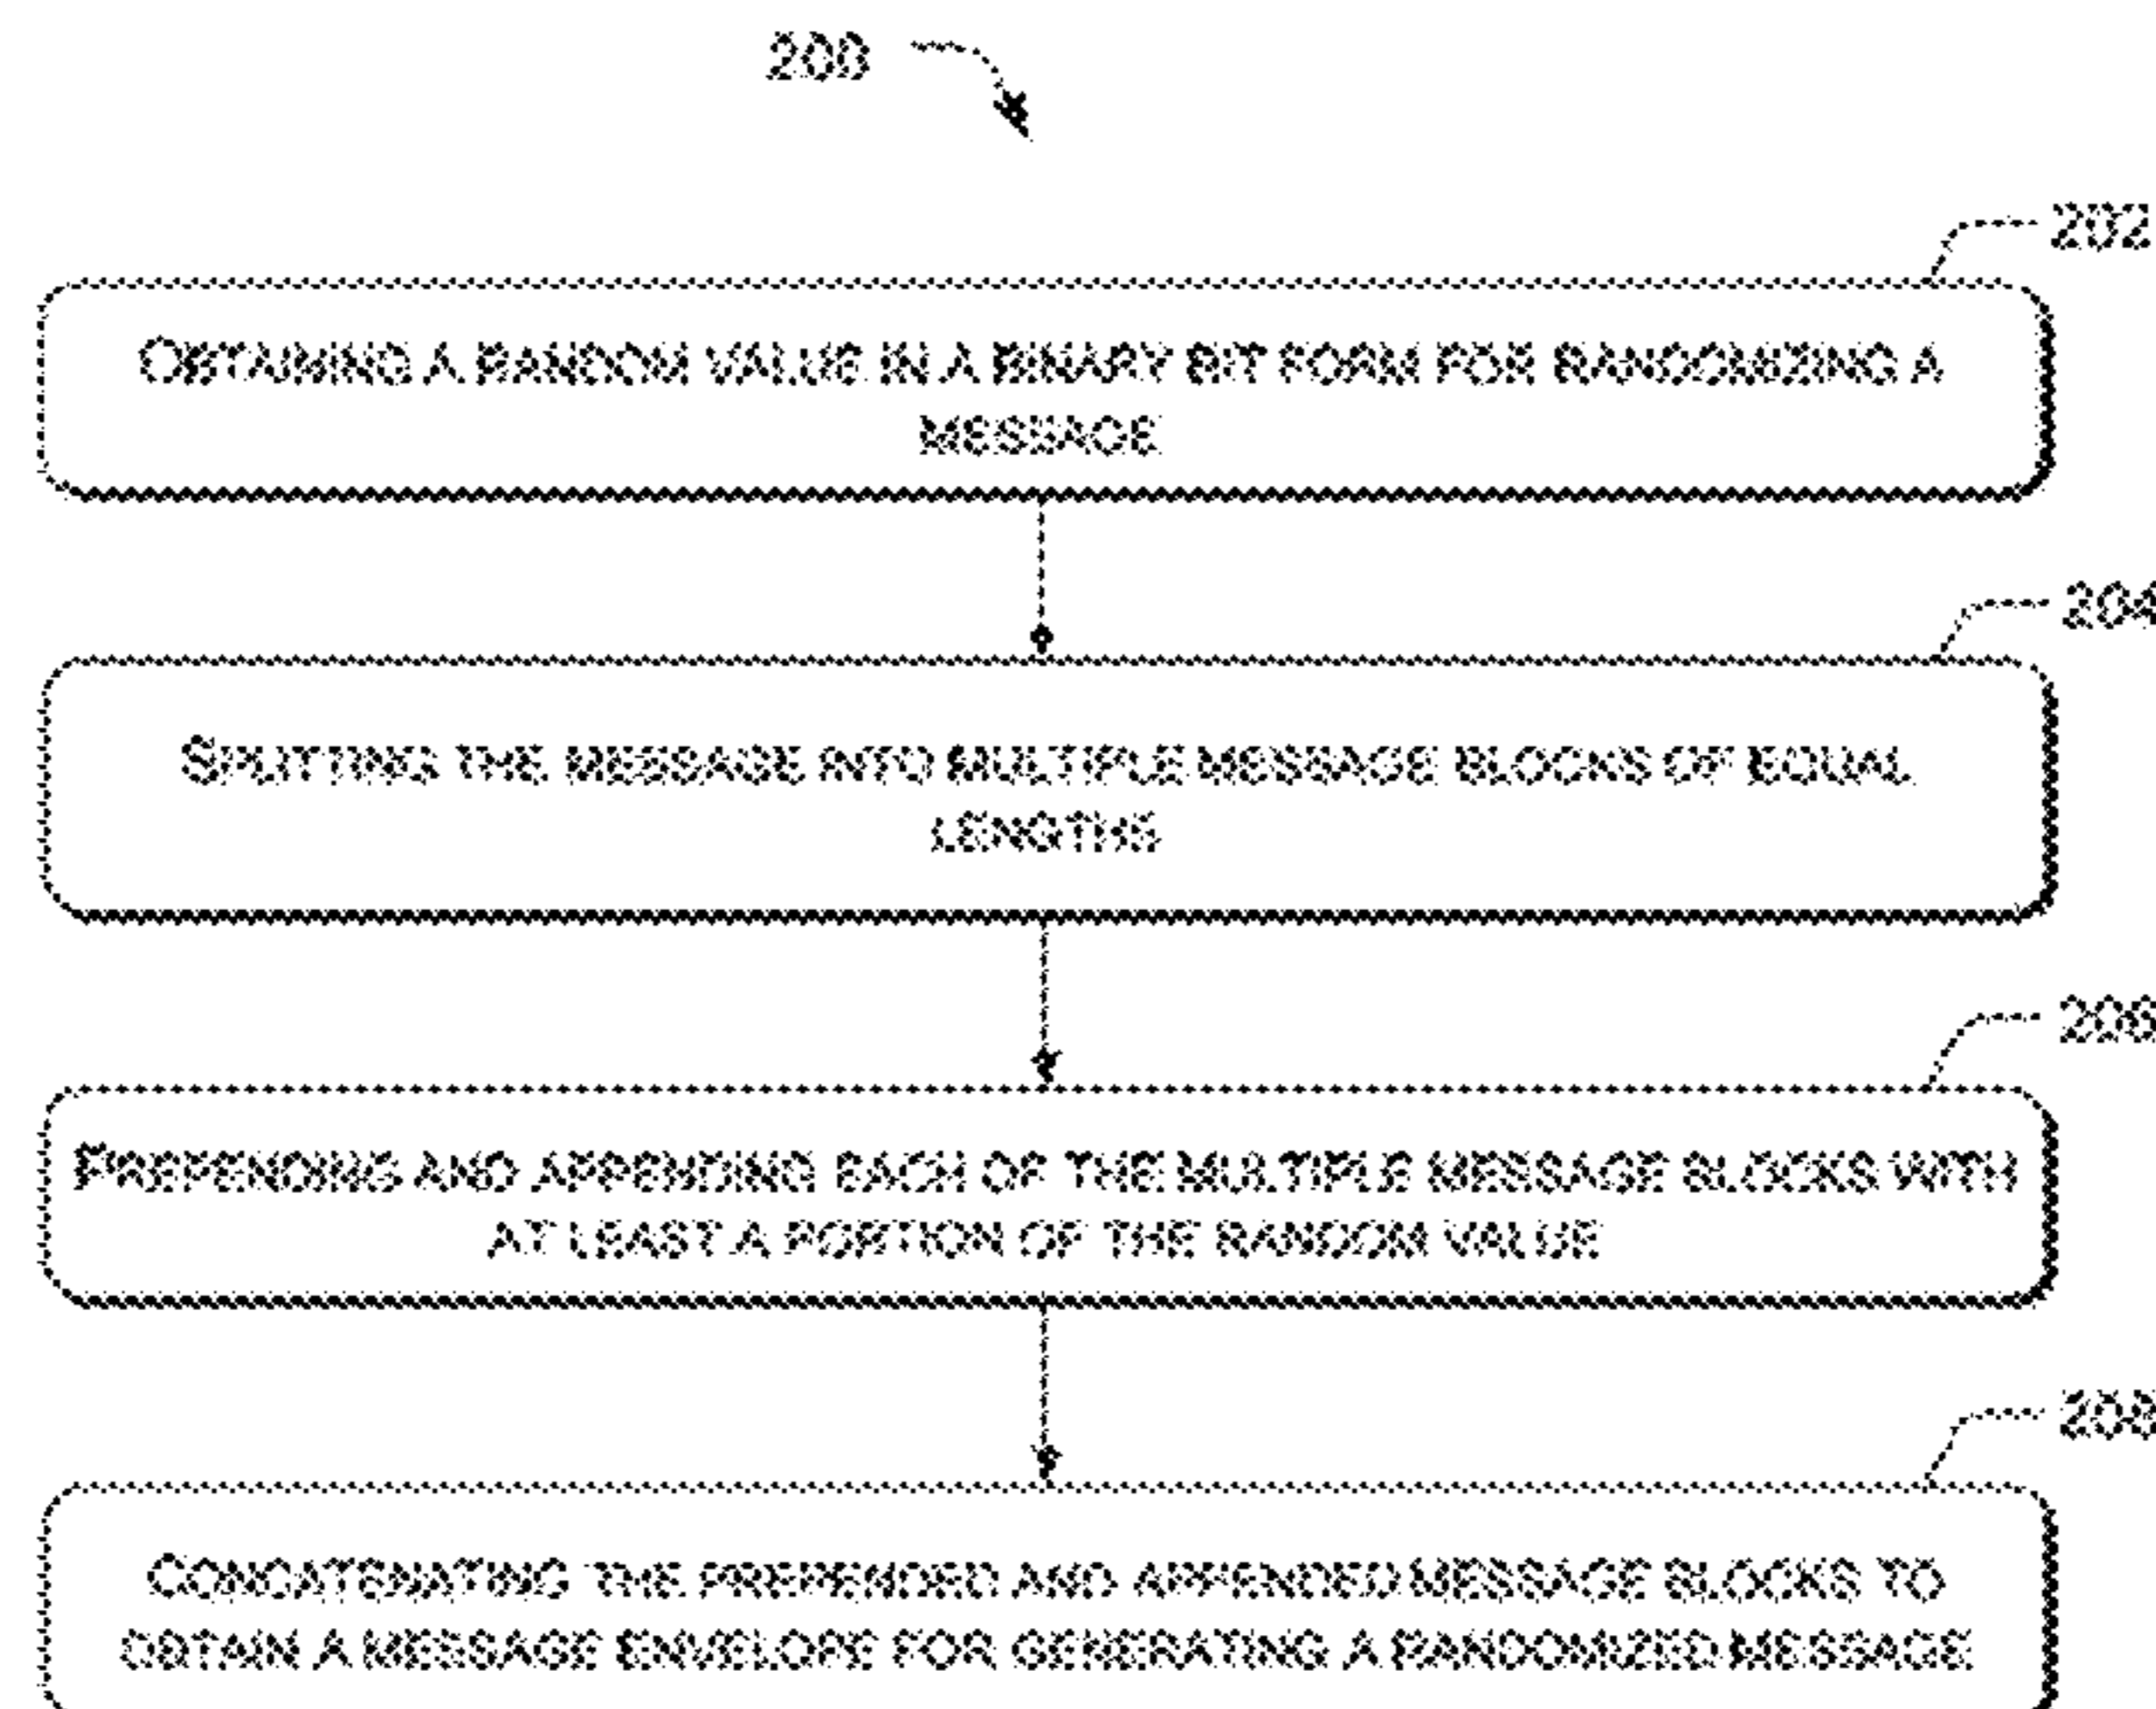 200
202
OBTAINING A RANDOM VALUE IN A BINARY BIT FORM FOR RANDOMIZING A
MESSAGE
204
SPLITTING THE MESSAGE INTO MULTIPLE MESSAGE BLOCKS OF EQUAL
LENGTHS
206
PREPENDING AND APPENDING EACH OF THE MULTIPLE MESSAGE BLOCKS WITH
AT LEAST A PORTION OF THE RANDOM VALUE
208
CONCATENATING THE PREPENDED AND APPENDED MESSAGE BLOCKS TO
OBTAIN A MESSAGE ENVELOPE FOR GENERATING A RANDOMIZED MESSAGE